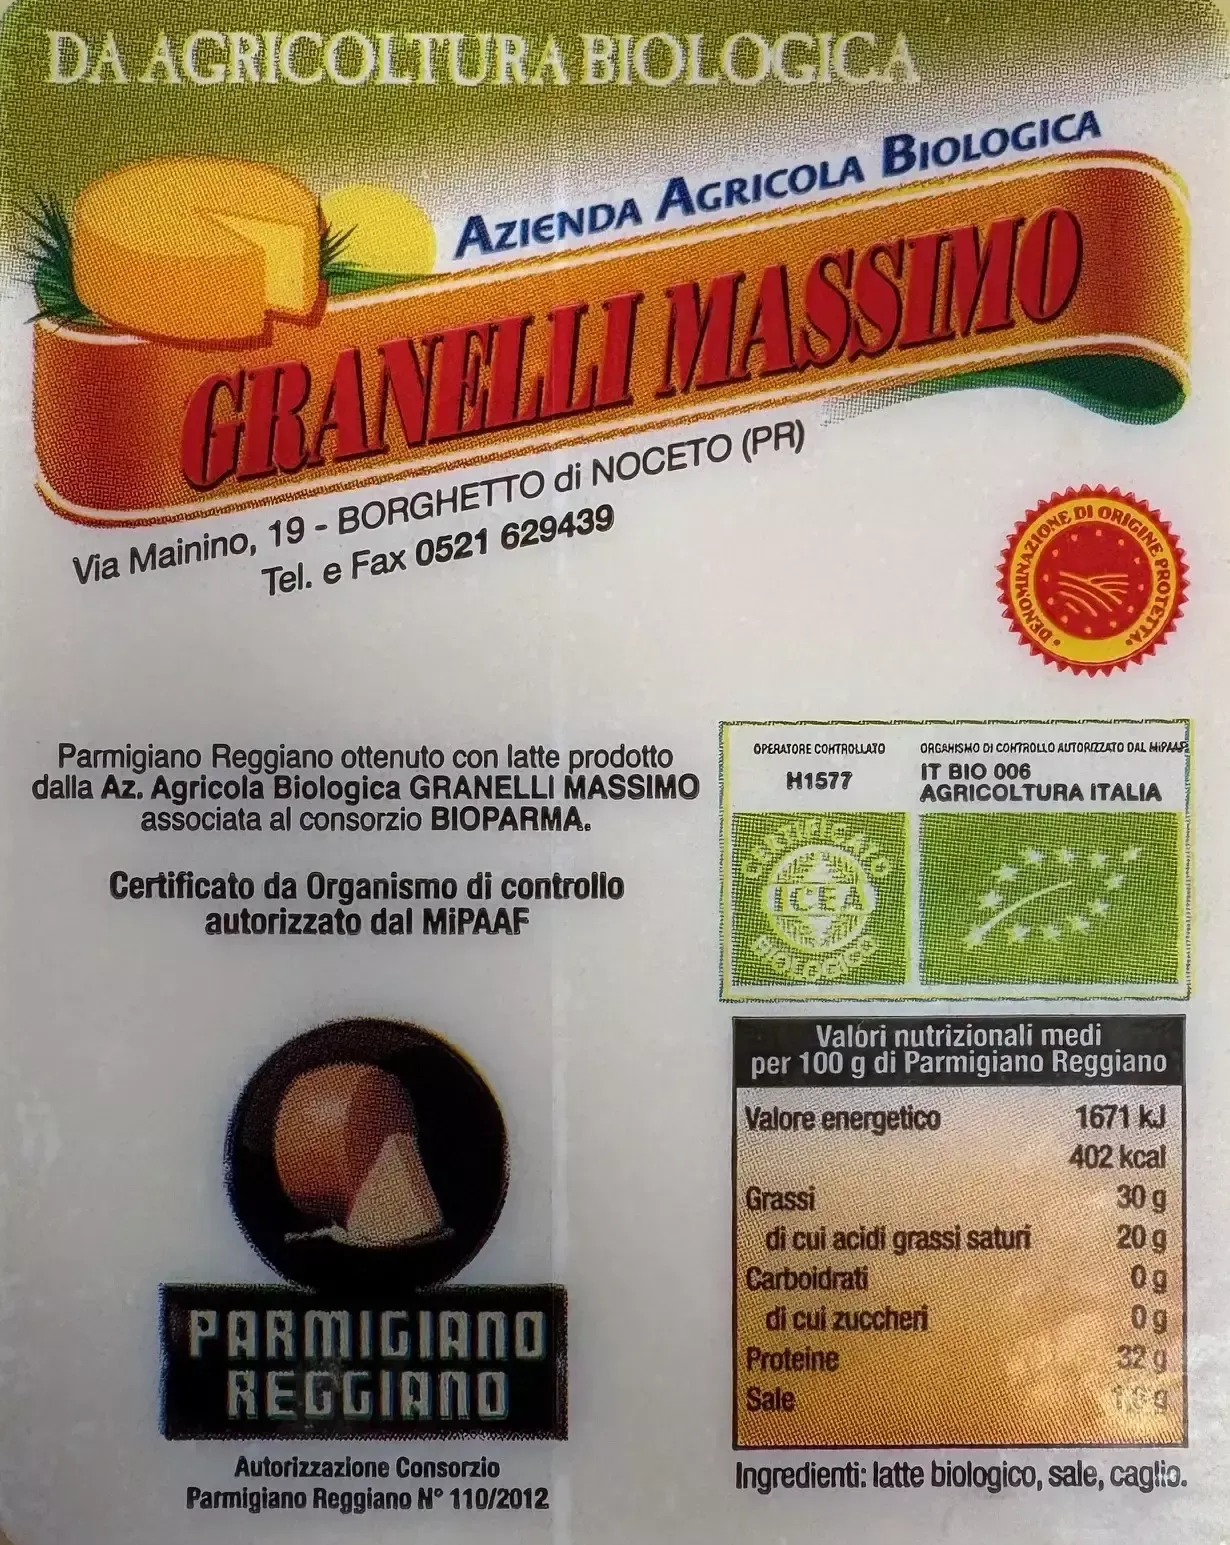 DA AGRICOLTURA BIOLOGICA
AZIENDA AGRICOLA BIOLOGICA
GRANELLI MASSIMO
Via Mainino, 19 - BORGHETTO di NOCETO (PR)
Tel. e Fax 0521 629439
DENOMINAZIONE DI ORIGINE PROTETTA
Parmigiano Reggiano ottenuto con latte prodotto
dalla Az. Agricola Biologica GRANELLI MASSIMO
associata al consorzio BIOPARMA.
Certificato da Organismo di controllo
autorizzato dal MiPAAF
OPERATORE CONTROLLATO
H1577
ORGANISMO DI CONTROLLO AUTORIZZATO DAL MiPAAF
IT BIO 006
AGRICOLTURA ITALIA
CERTIFICATO
ICEA
BIOLOGICO
Valori nutrizionali medi
per 100 g di Parmigiano Reggiano
Valore energetico 1671 kJ
402 kcal
Grassi 30 g
di cui acidi grassi saturi 20 g
Carboidrati 0 g
di cui zuccheri 0 g
Proteine 32 g
Sale 1,6 g
Ingredienti: latte biologico, sale, caglio.
PARMIGIANO
REGGIANO
Autorizzazione Consorzio
Parmigiano Reggiano N° 110/2012